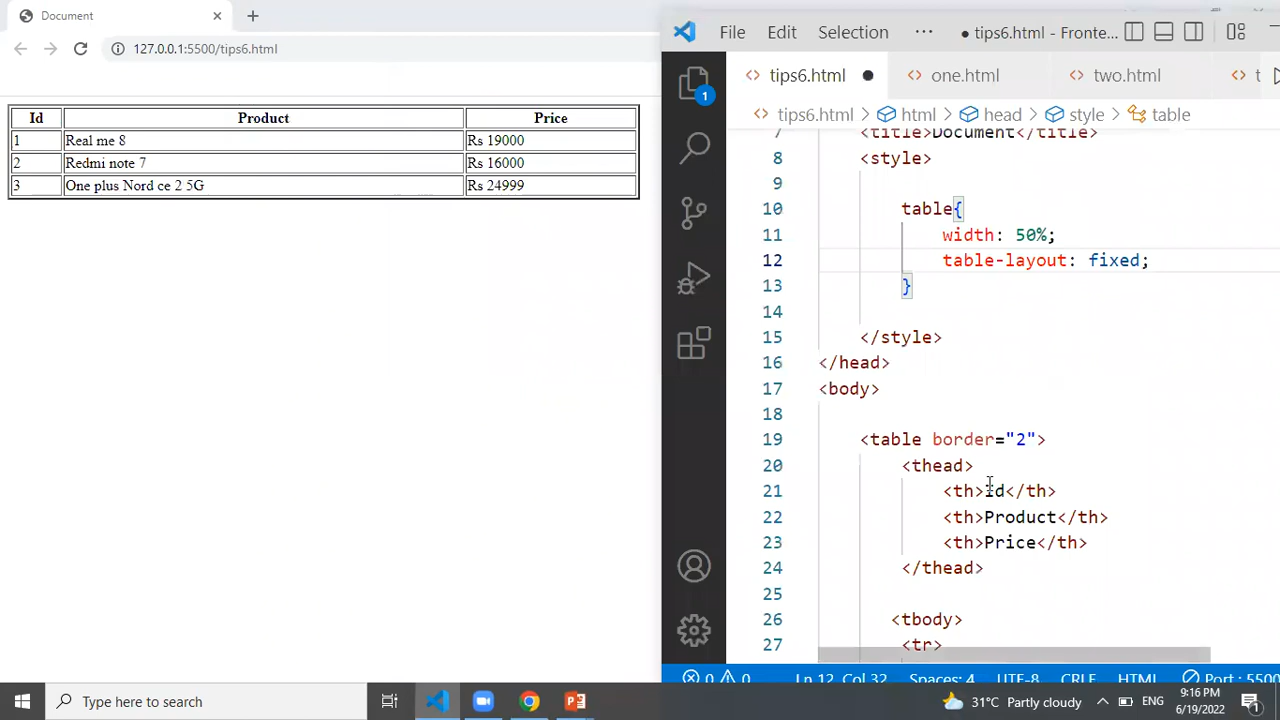 Document
127.0.0.1:5500/tips6.html
Id Product Price
1 Real me 8 Rs 19000
2 Redmi note 7 Rs 16000
3 One plus Nord ce 2 5G Rs 24999
File Edit Selection ··· ● tips6.html - Fronte...
tips6.html one.html two.html t
tips6.html > html > head > style > table
1
7 <title>Document</title>
8 <style>
9
10 table{
11 width: 50%;
12 table-layout: fixed;
13 }
14
15 </style>
16 </head>
17 <body>
18
19 <table border="2">
20 <thead>
21 <th>Id</th>
22 <th>Product</th>
23 <th>Price</th>
24 </thead>
25
26 <tbody>
27 <tr>
0 0 Ln 12, Col 32 Spaces: 4 UTF-8 CRLF HTML Port : 5500
Type here to search
31°C Partly cloudy ENG 9:16 PM
6/19/2022 1